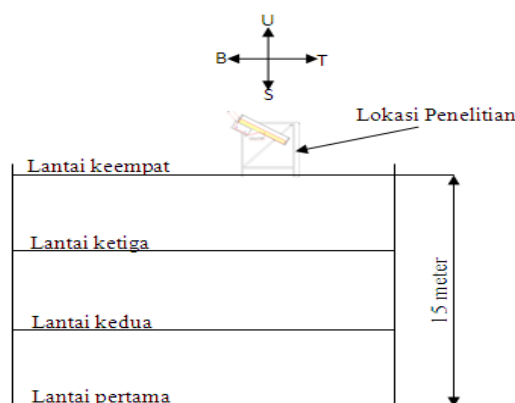 U
B T
S
Lokasi Penelitian
Lantai keempat
Lantai ketiga
15 meter
Lantai kedua
Lantai pertama